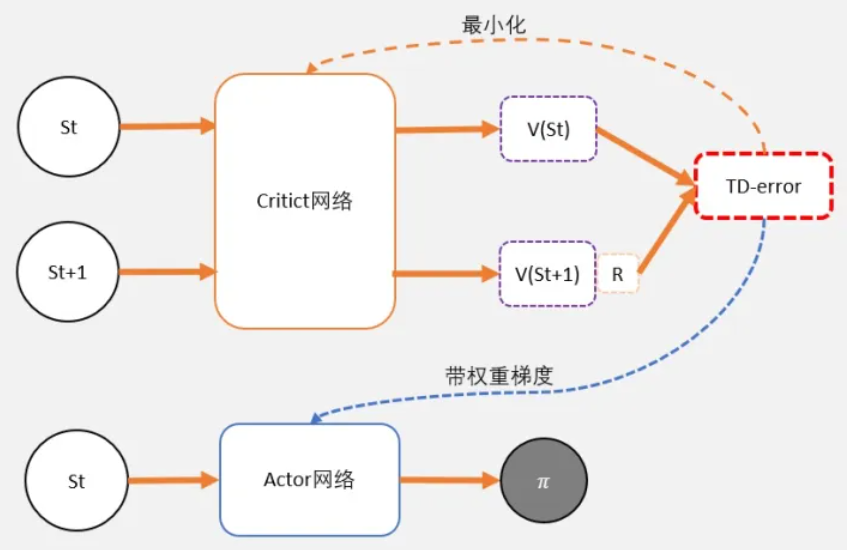 最小化
St
V(St)
TD-error
Critict网络
St+1
V(St+1)
R
带权重梯度
St
Actor网络
π